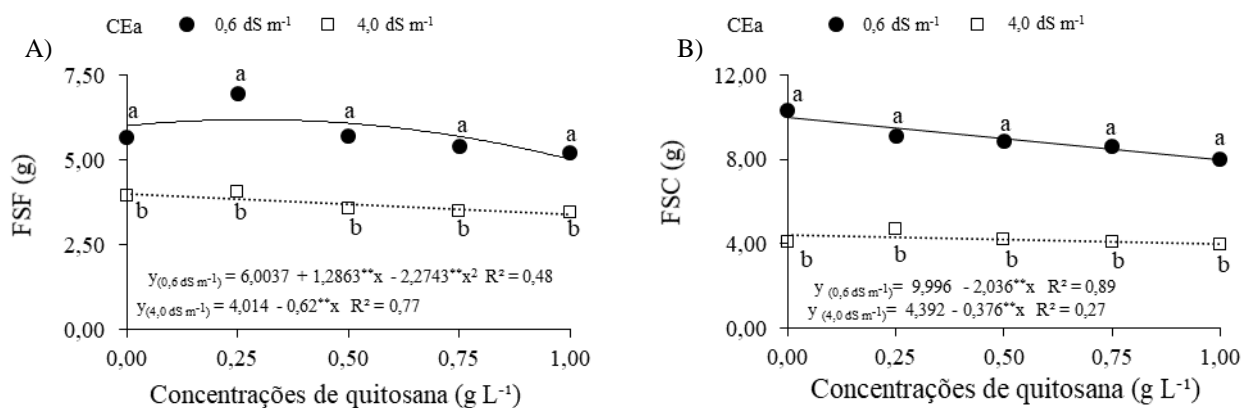 CEa ● 0,6 dS m⁻¹ □ 4,0 dS m⁻¹
A)
7,50
5,00
2,50
0,00
FSF (g)
a a a a a
b b b b b
y(0,6 dS m⁻¹) = 6,0037 + 1,2863**x - 2,2743**x² R² = 0,48
y(4,0 dS m⁻¹) = 4,014 - 0,62**x R² = 0,77
0,00 0,25 0,50 0,75 1,00
Concentrações de quitosana (g L⁻¹)
CEa ● 0,6 dS m⁻¹ □ 4,0 dS m⁻¹
B)
12,00
8,00
4,00
0,00
FSC (g)
a a a a a
b b b b b
y (0,6 dS m⁻¹)= 9,996 - 2,036**x R² = 0,89
y (4,0 dS m⁻¹)= 4,392 - 0,376**x R² = 0,27
0,00 0,25 0,50 0,75 1,00
Concentrações de quitosana (g L⁻¹)